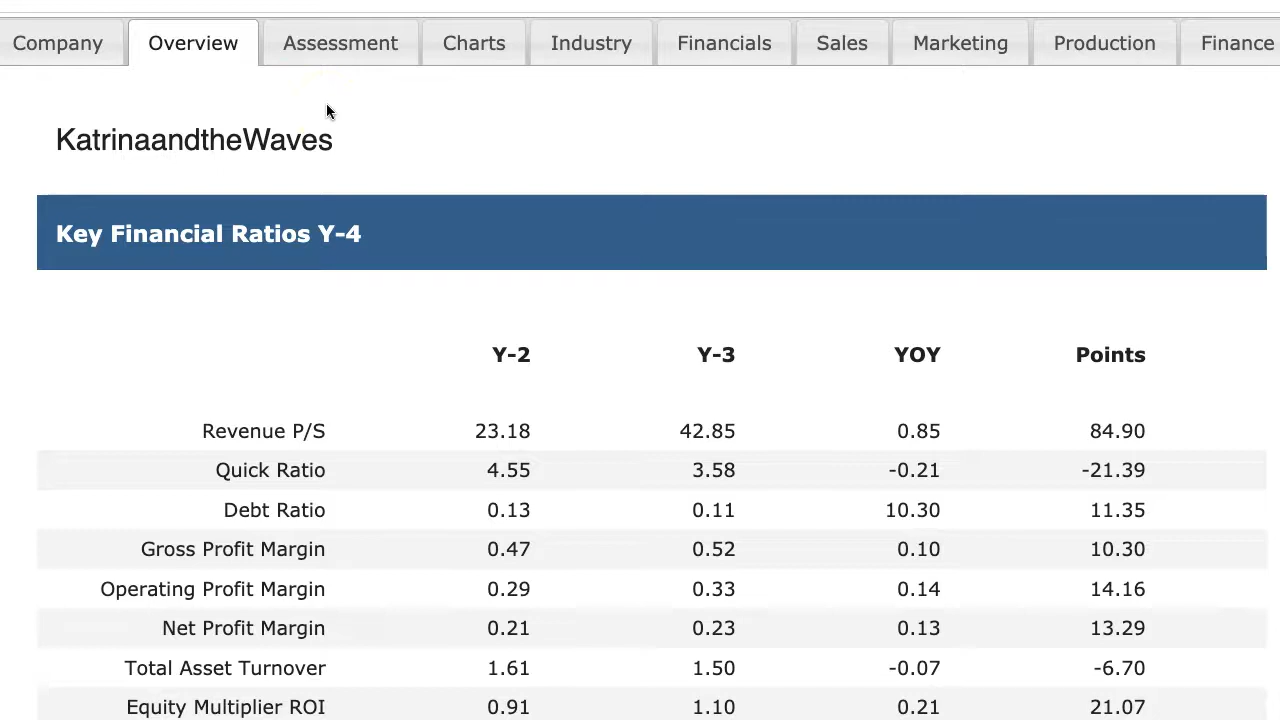 Company Overview Assessment Charts Industry Financials Sales Marketing Production Finance
KatrinaandtheWaves
Key Financial Ratios Y-4
Y-2 Y-3 YOY Points
Revenue P/S 23.18 42.85 0.85 84.90
Quick Ratio 4.55 3.58 -0.21 -21.39
Debt Ratio 0.13 0.11 10.30 11.35
Gross Profit Margin 0.47 0.52 0.10 10.30
Operating Profit Margin 0.29 0.33 0.14 14.16
Net Profit Margin 0.21 0.23 0.13 13.29
Total Asset Turnover 1.61 1.50 -0.07 -6.70
Equity Multiplier ROI 0.91 1.10 0.21 21.07